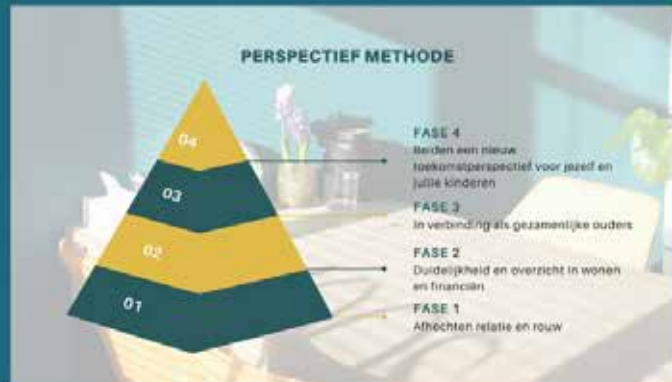 PERSPECTIEF METHODE
04
03
02
01
FASE 4
Beiden een nieuw
toekomstperspectief voor jezelf en
jullie kinderen
FASE 3
In verbinding als gezamenlijke ouders
FASE 2
Duidelijkheid en overzicht in wonen
en financiën
FASE 1
Afhechten relatie en rouw